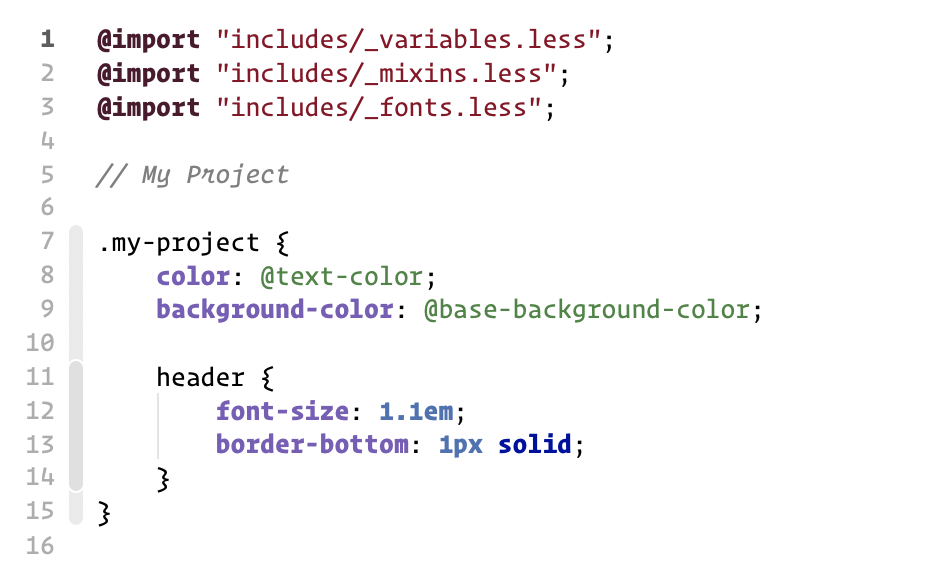 1 @import "includes/_variables.less";
2 @import "includes/_mixins.less";
3 @import "includes/_fonts.less";
4
5 // My Project
6
7 .my-project {
8     color: @text-color;
9     background-color: @base-background-color;
10
11     header {
12         font-size: 1.1em;
13         border-bottom: 1px solid;
14     }
15 }
16